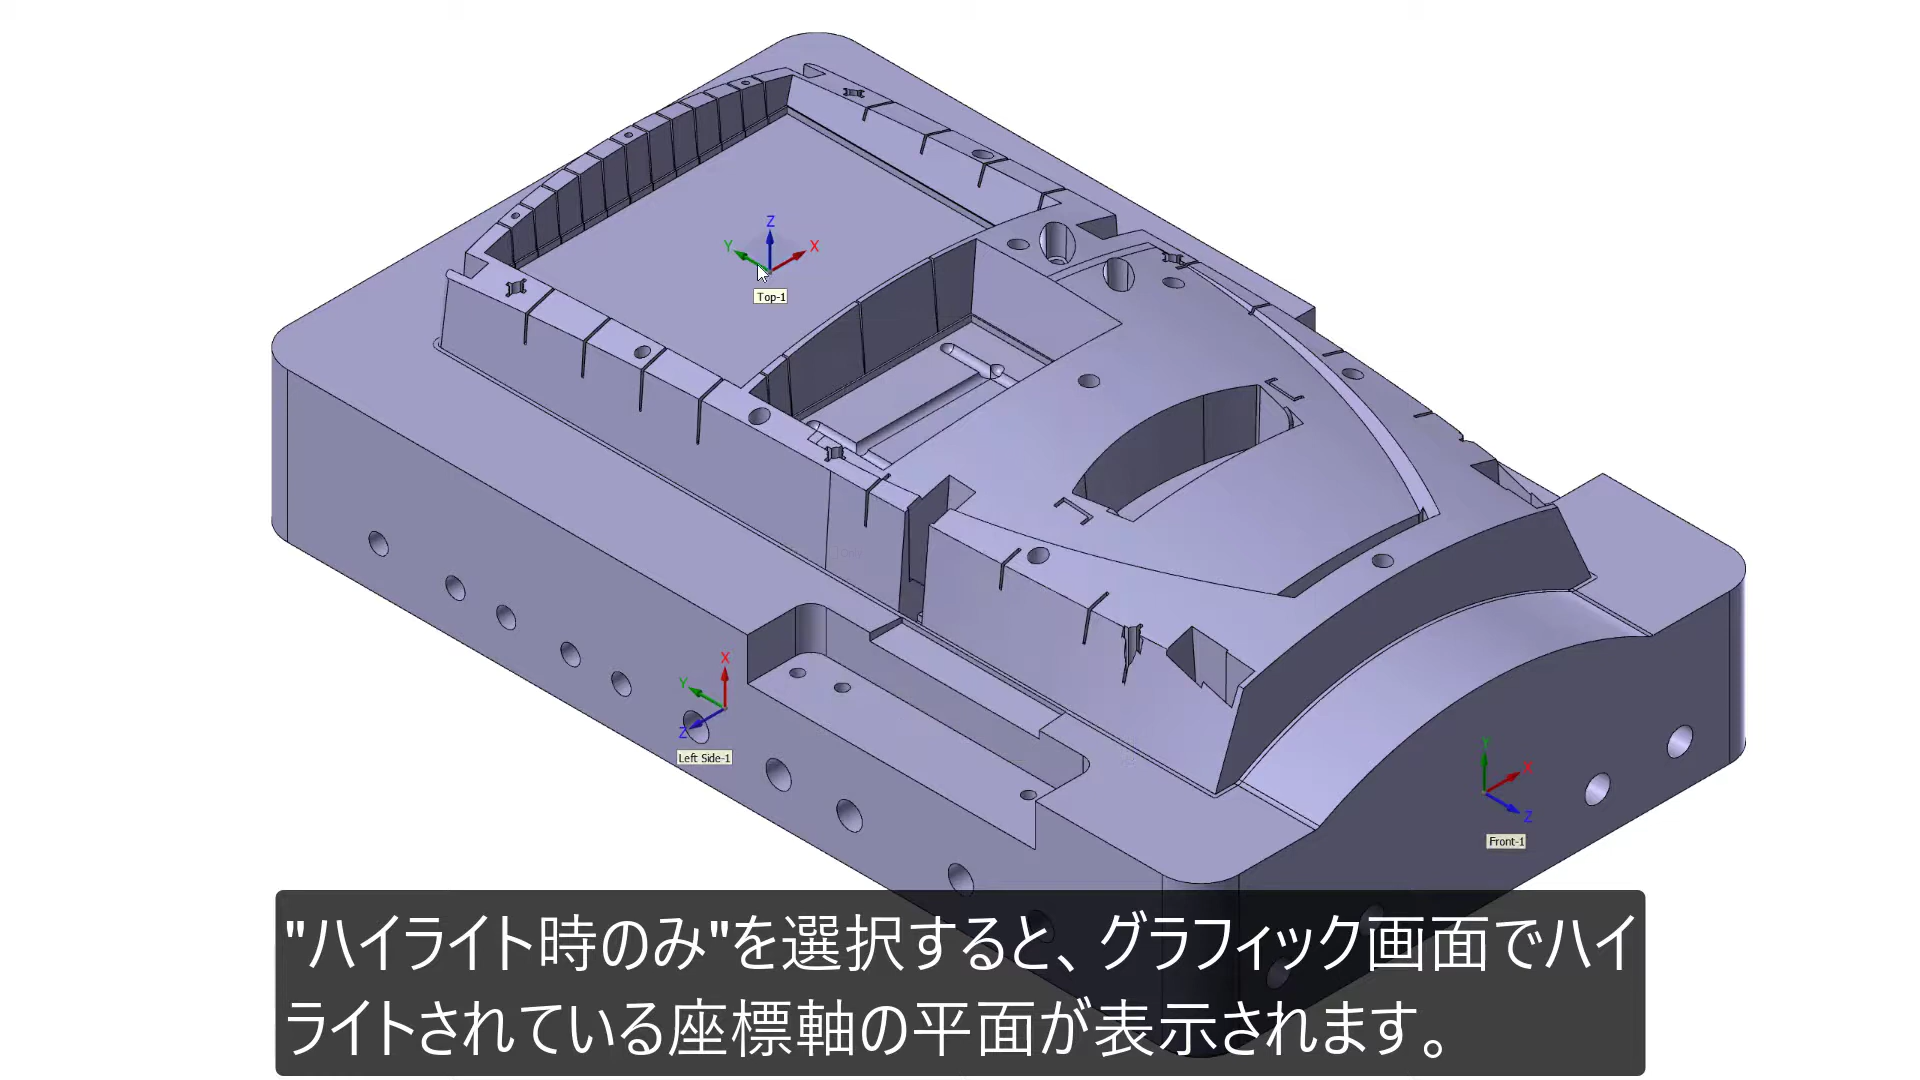 Z
Y
X
Top-1
X
Y
Z
Left Side-1
Y
X
Z
Front-1
"ハイライト時のみ"を選択すると、グラフィック画面でハイ
ライトされている座標軸の平面が表示されます。